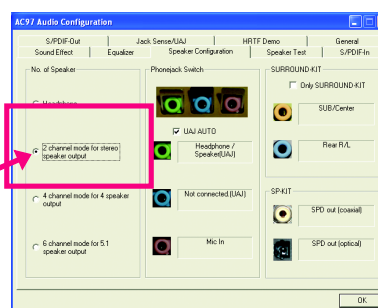 AC97 Audio Configuration
S/PDIF-Out
Jack Sense/UAJ
HRTF Demo
General
Sound Effect
Equalizer
Speaker Configuration
Speaker Test
S/PDIF-In
No. of Speaker
Headphone
2 channel mode for stereo
speaker output
4 channel mode for 4 speaker
output
6 channel mode for 5.1
speaker output
Phonejack Switch
UAJ AUTO
Headphone /
Speaker(UAJ)
Not connected.(UAJ)
Mic In
SURROUND-KIT
Only SURROUND-KIT
SUB/Center
Rear R/L
SP-KIT
SPD out (coaxial)
SPD out (optical)
OK